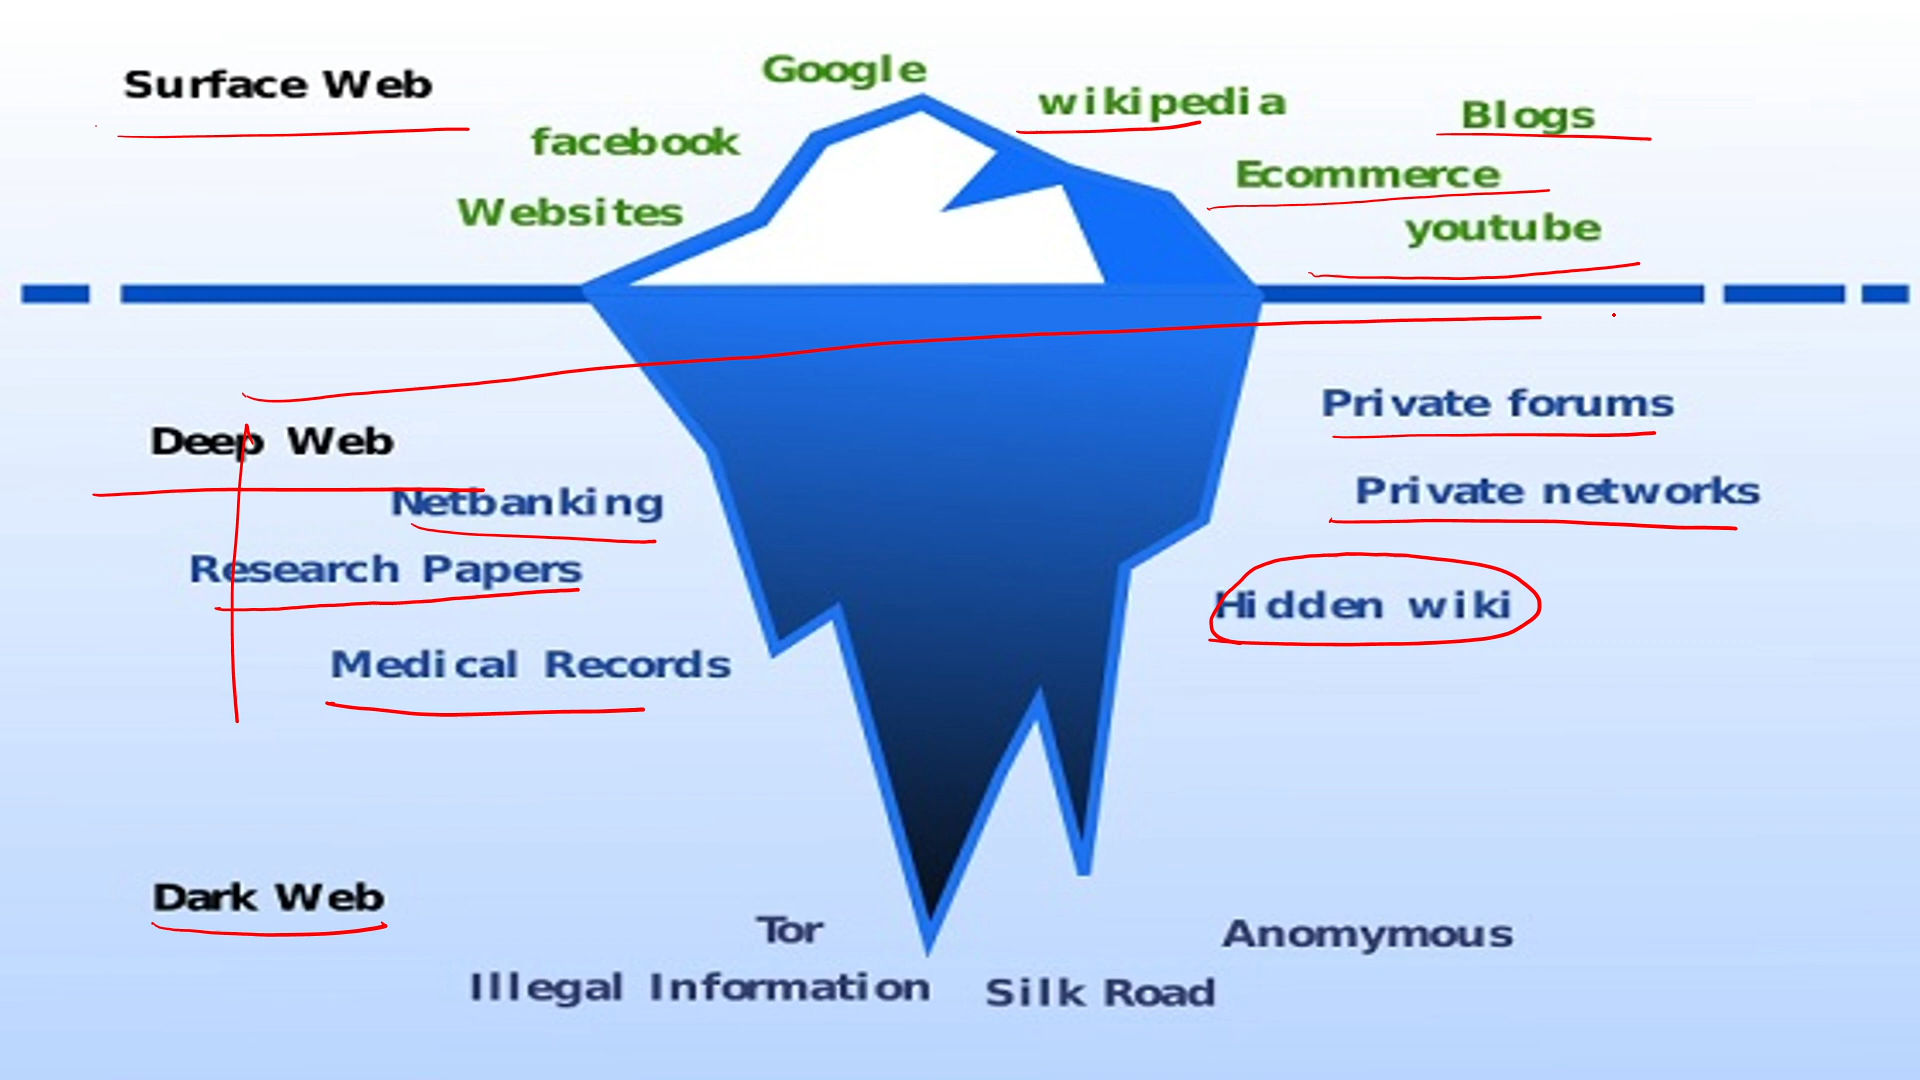 Surface Web
Google
wikipedia
Blogs
facebook
Ecommerce
Websites
youtube
Deep Web
Private forums
Netbanking
Private networks
Research Papers
Hidden wiki
Medical Records
Dark Web
Tor
Anomymous
Illegal Information
Silk Road